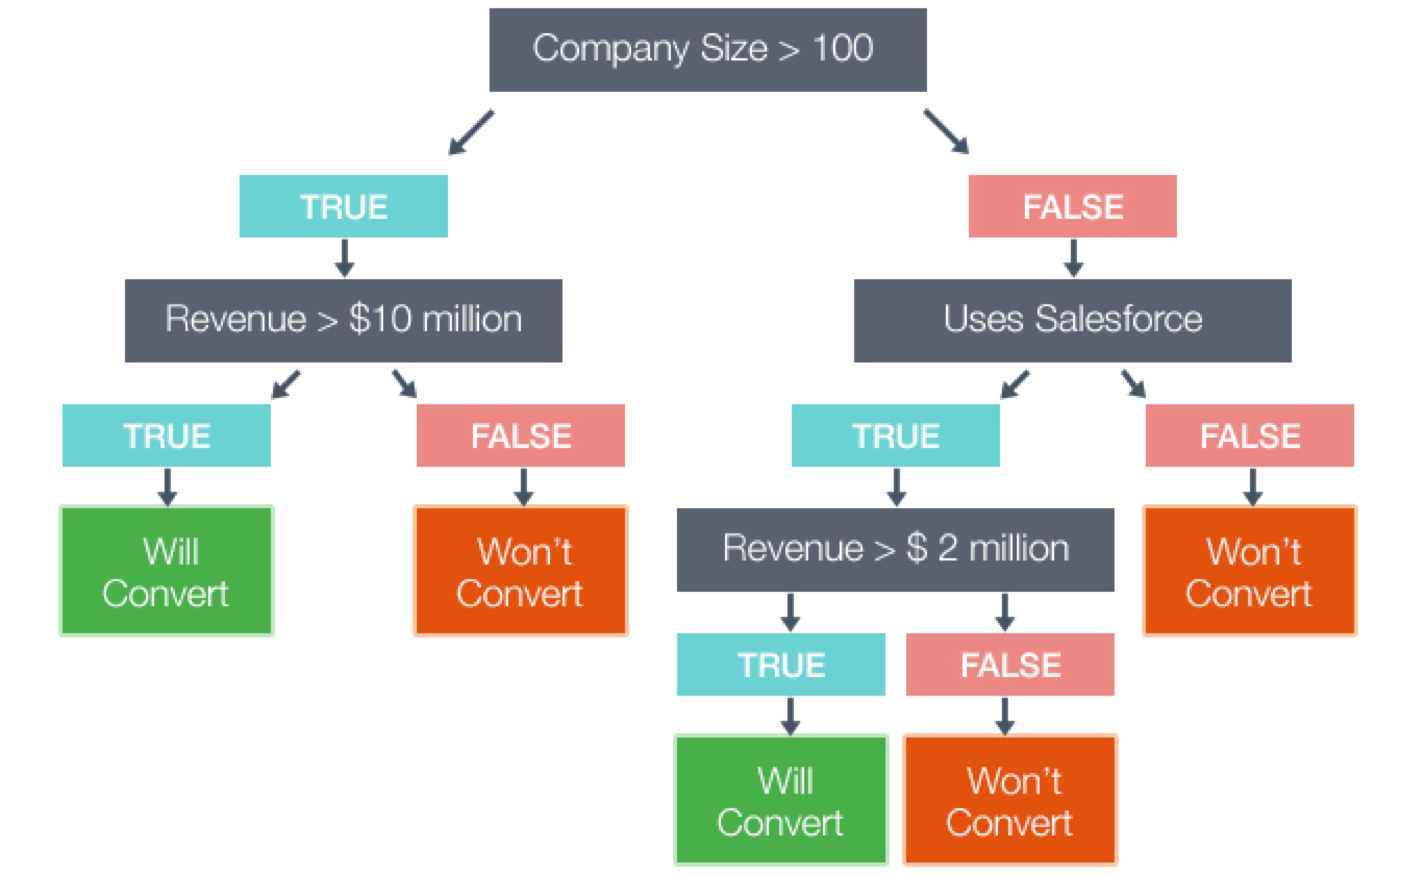 Company Size > 100
TRUE
FALSE
Revenue > $10 million
Uses Salesforce
TRUE
FALSE
TRUE
FALSE
Will
Convert
Won't
Convert
Revenue > $ 2 million
Won't
Convert
TRUE
FALSE
Will
Convert
Won't
Convert